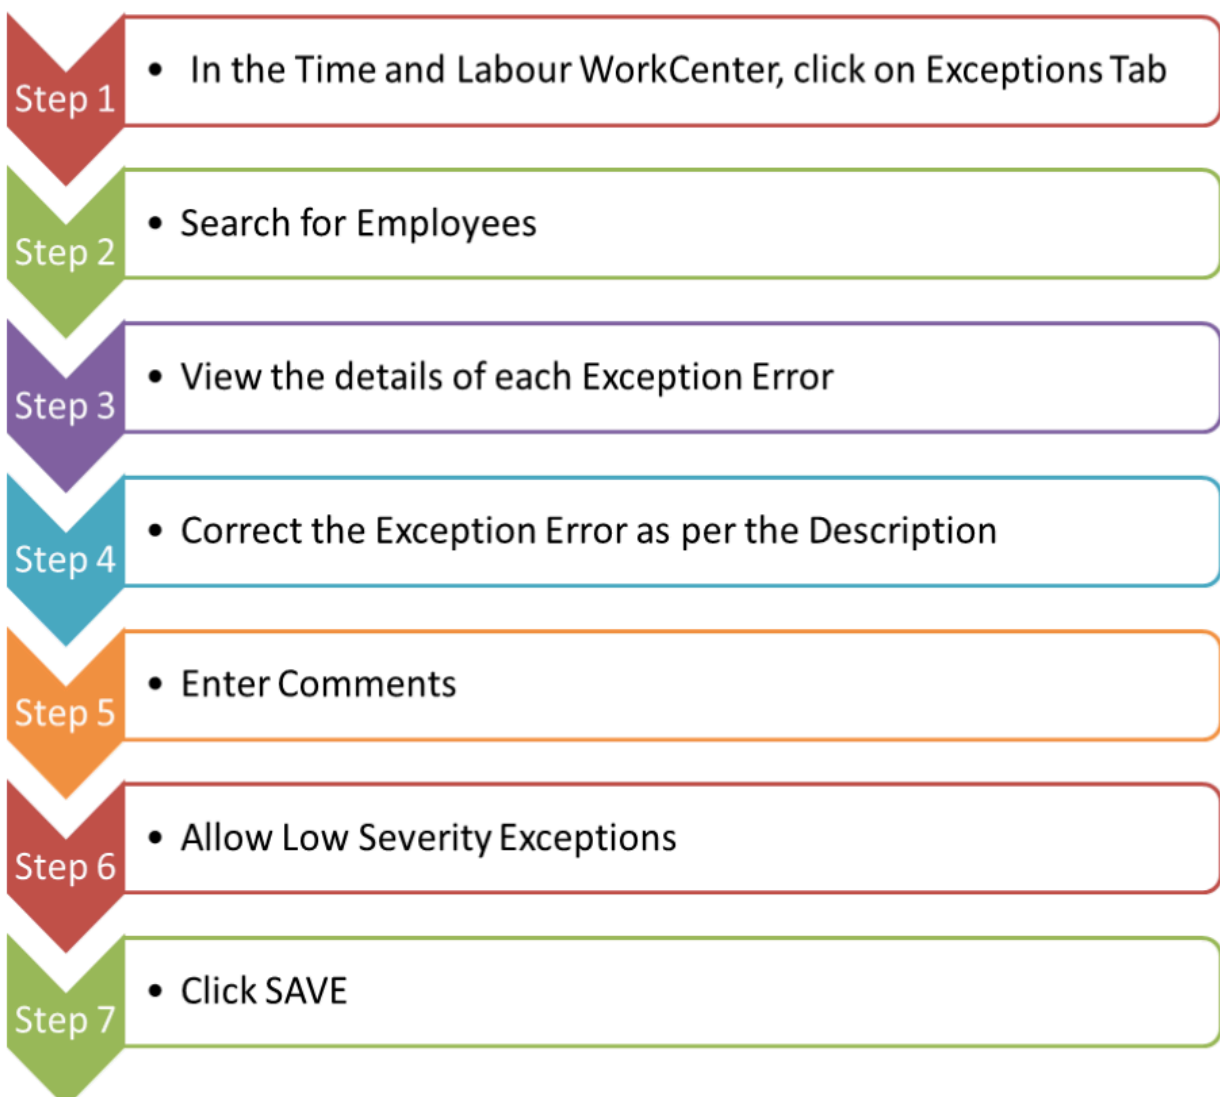 Step 1
• In the Time and Labour WorkCenter, click on Exceptions Tab
Step 2
• Search for Employees
Step 3
• View the details of each Exception Error
Step 4
• Correct the Exception Error as per the Description
Step 5
• Enter Comments
Step 6
• Allow Low Severity Exceptions
Step 7
• Click SAVE